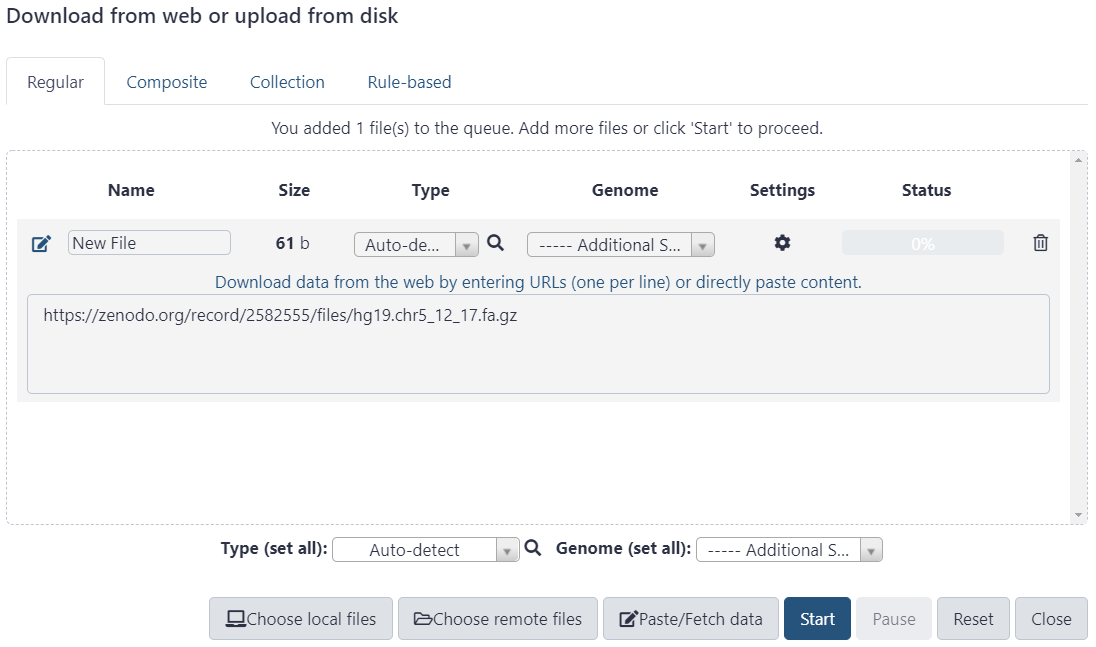 Download from web or upload from disk
Regular Composite Collection Rule-based
You added 1 file(s) to the queue. Add more files or click 'Start' to proceed.
Name Size Type Genome Settings Status
New File 61 b Auto-de... ----- Additional S... 0%
Download data from the web by entering URLs (one per line) or directly paste content.
https://zenodo.org/record/2582555/files/hg19.chr5_12_17.fa.gz
Type (set all): Auto-detect Genome (set all): ----- Additional S...
Choose local files Choose remote files Paste/Fetch data Start Pause Reset Close